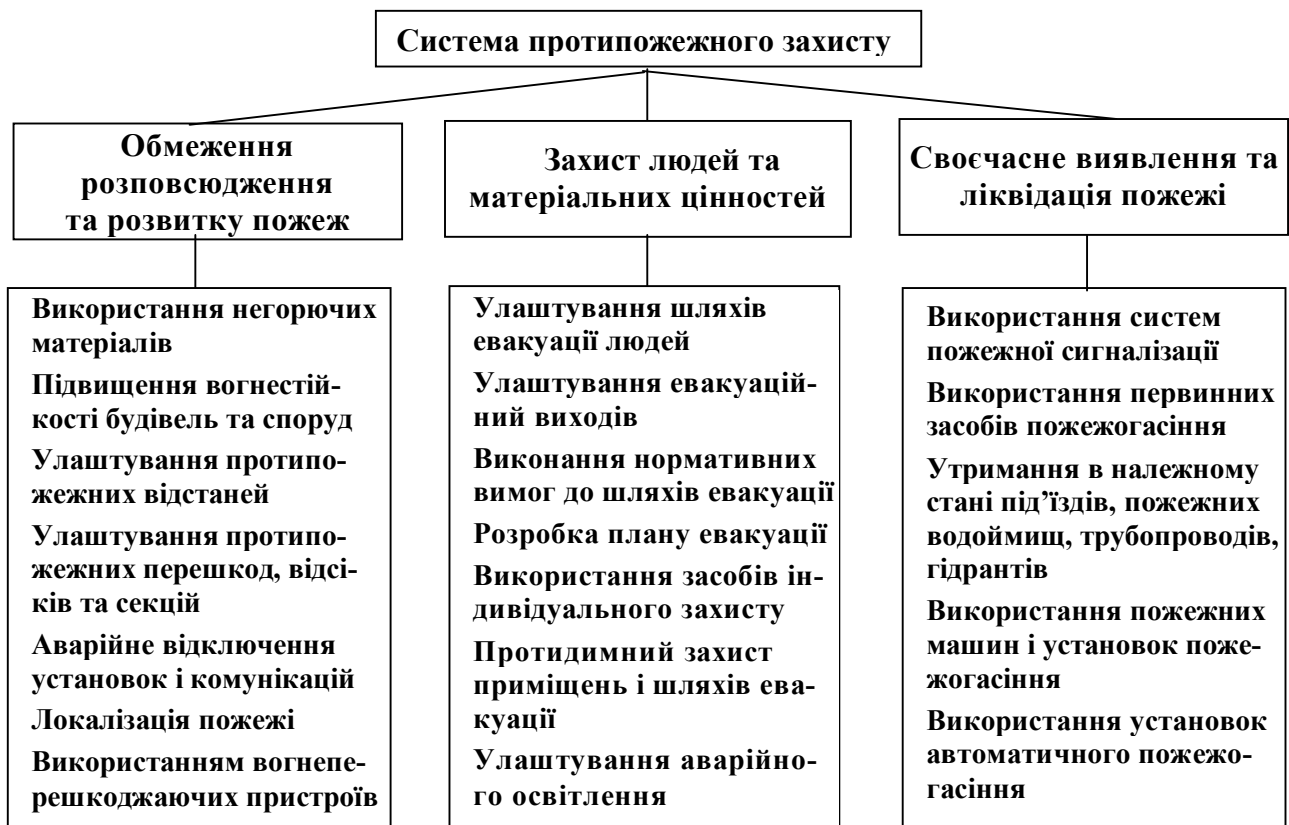 Система протипожежного захисту
Обмеження
розповсюдження
та розвитку пожеж
Захист людей та
матеріальних цінностей
Своєчасне виявлення та
ліквідація пожежі
Використання негорючих
матеріалів
Підвищення вогнестій-
кості будівель та споруд
Улаштування протипо-
жежних відстаней
Улаштування протипо-
жежних перешкод, відсі-
ків та секцій
Аварійне відключення
установок і комунікацій
Локалізація пожежі
Використанням вогнепе-
решкоджаючих пристроїв
Улаштування шляхів
евакуації людей
Улаштування евакуацій-
ний виходів
Виконання нормативних
вимог до шляхів евакуації
Розробка плану евакуації
Використання засобів ін-
дивідуального захисту
Протидимний захист
приміщень і шляхів ева-
куації
Улаштування аварійно-
го освітлення
Використання систем
пожежної сигналізації
Використання первинних
засобів пожежогасіння
Утримання в належному
стані під’їздів, пожежних
водоймищ, трубопроводів,
гідрантів
Використання пожежних
машин і установок поже-
жогасіння
Використання установок
автоматичного пожежо-
гасіння